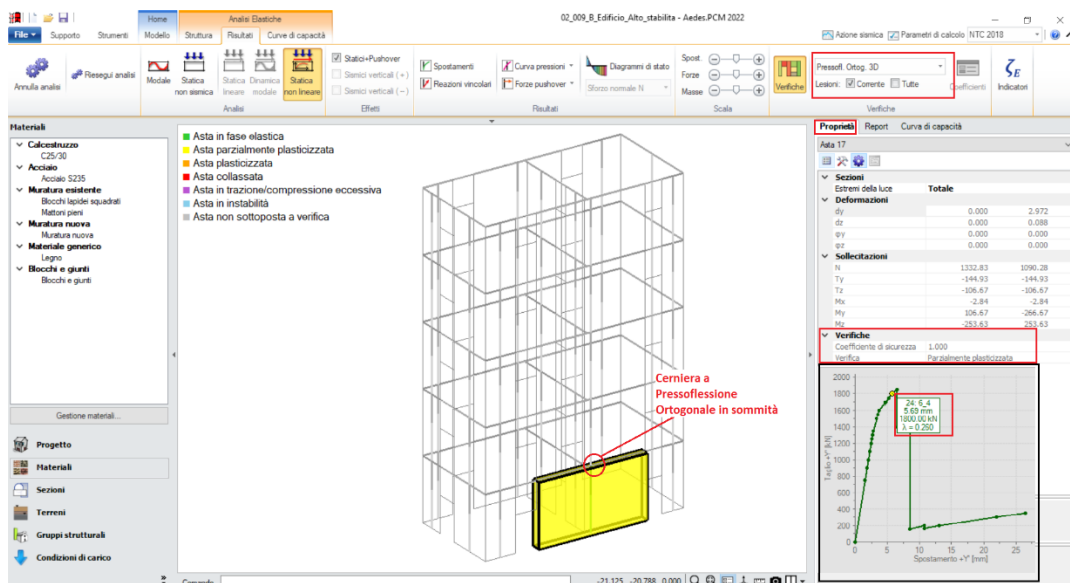 02_009_B_Edificio_Alto_stabilita - Aedes.PCM 2022
Home
Analisi Elastiche
File
Supporto
Strumenti
Modello
Struttura
Risultati
Curve di capacità
Azione sismica
Parametri di calcolo
NTC 2018
Annulla analisi
Riesegui analisi
Modale
Statica non sismica
Statica lineare
Dinamica modale
Statica non lineare
Analisi
Statici+Pushover
Sismici verticali (+)
Sismici verticali (−)
Effetti
Spostamenti
Reazioni vincolari
Curva pressioni
Forze pushover
Diagrammi di stato
Sforzo normale N
Risultati
Spost.
Forze
Masse
Scala
Verifiche
Pressofl. Ortog. 3D
Lesioni: Corrente Tutte
Coefficienti
Verifiche
ζE
Indicatori
Materiali
Calcestruzzo
C25/30
Acciaio
Acciaio S235
Muratura esistente
Blocchi lapidei squadrati
Mattoni pieni
Muratura nuova
Muratura nuova
Materiale generico
Legno
Blocchi e giunti
Blocchi e giunti
Gestione materiali...
Progetto
Materiali
Sezioni
Terreni
Gruppi strutturali
Condizioni di carico
Asta in fase elastica
Asta parzialmente plasticizzata
Asta plasticizzata
Asta collassata
Asta in trazione/compressione eccessiva
Asta in instabilità
Asta non sottoposta a verifica
Cerniera a
Pressoflessione
Ortogonale in sommità
Comando
-21.125, -20.788, 0.000
Proprietà
Report
Curva di capacità
Asta 17
Sezioni
Estremi della luce Totale
Deformazioni
dy 0.000 2.972
dz 0.000 0.088
φy 0.000 0.000
φz 0.000 0.000
Sollecitazioni
N 1332.83 1090.28
Ty -144.93 -144.93
Tz -106.67 -106.67
Mx -2.84 -2.84
My 106.67 -266.67
Mz -253.63 253.63
Verifiche
Coefficiente di sicurezza 1.000
Verifica Parzialmente plasticizzata
2000
1800
1600
1400
1200
1000
800
600
400
200
0
Taglio +Y' [kN]
24: 6_4
5.69 mm
1800.00 kN
λ = 0.250
0 5 10 15 20 25
Spostamento +Y' [mm]